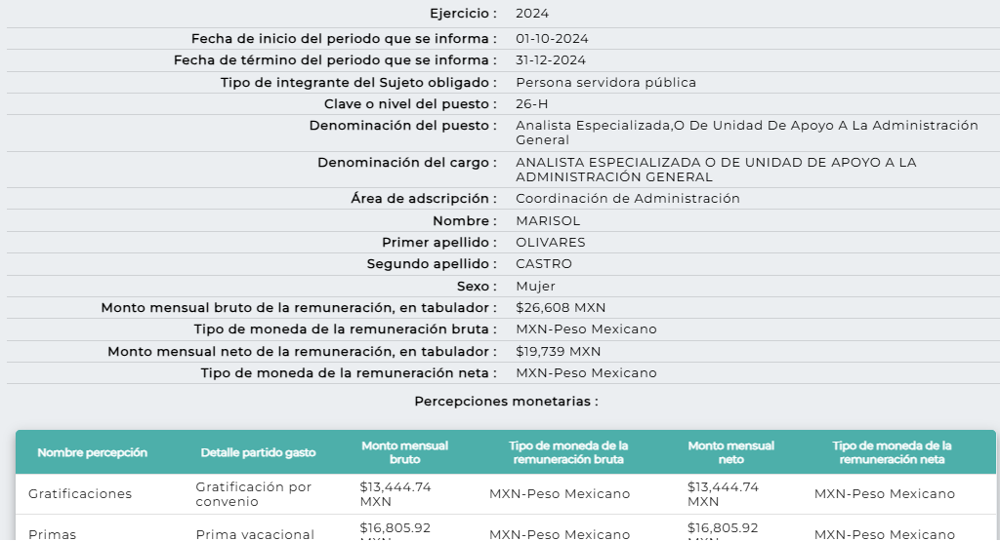 Ejercicio : 2024
Fecha de inicio del periodo que se informa : 01-10-2024
Fecha de término del periodo que se informa : 31-12-2024
Tipo de integrante del Sujeto obligado : Persona servidora pública
Clave o nivel del puesto : 26-H
Denominación del puesto : Analista Especializada,O De Unidad De Apoyo A La Administración
General
Denominación del cargo : ANALISTA ESPECIALIZADA O DE UNIDAD DE APOYO A LA
ADMINISTRACIÓN GENERAL
Área de adscripción : Coordinación de Administración
Nombre : MARISOL
Primer apellido : OLIVARES
Segundo apellido : CASTRO
Sexo : Mujer
Monto mensual bruto de la remuneración, en tabulador : $26,608 MXN
Tipo de moneda de la remuneración bruta : MXN-Peso Mexicano
Monto mensual neto de la remuneración, en tabulador : $19,739 MXN
Tipo de moneda de la remuneración neta : MXN-Peso Mexicano
Percepciones monetarias :
Nombre percepción Detalle partido gasto Monto mensual bruto Tipo de moneda de la remuneración bruta Monto mensual neto Tipo de moneda de la remuneración neta
Gratificaciones Gratificación por convenio $13,444.74 MXN MXN-Peso Mexicano $13,444.74 MXN MXN-Peso Mexicano
Primas Prima vacacional $16,805.92 MXN MXN-Peso Mexicano $16,805.92 MXN MXN-Peso Mexicano